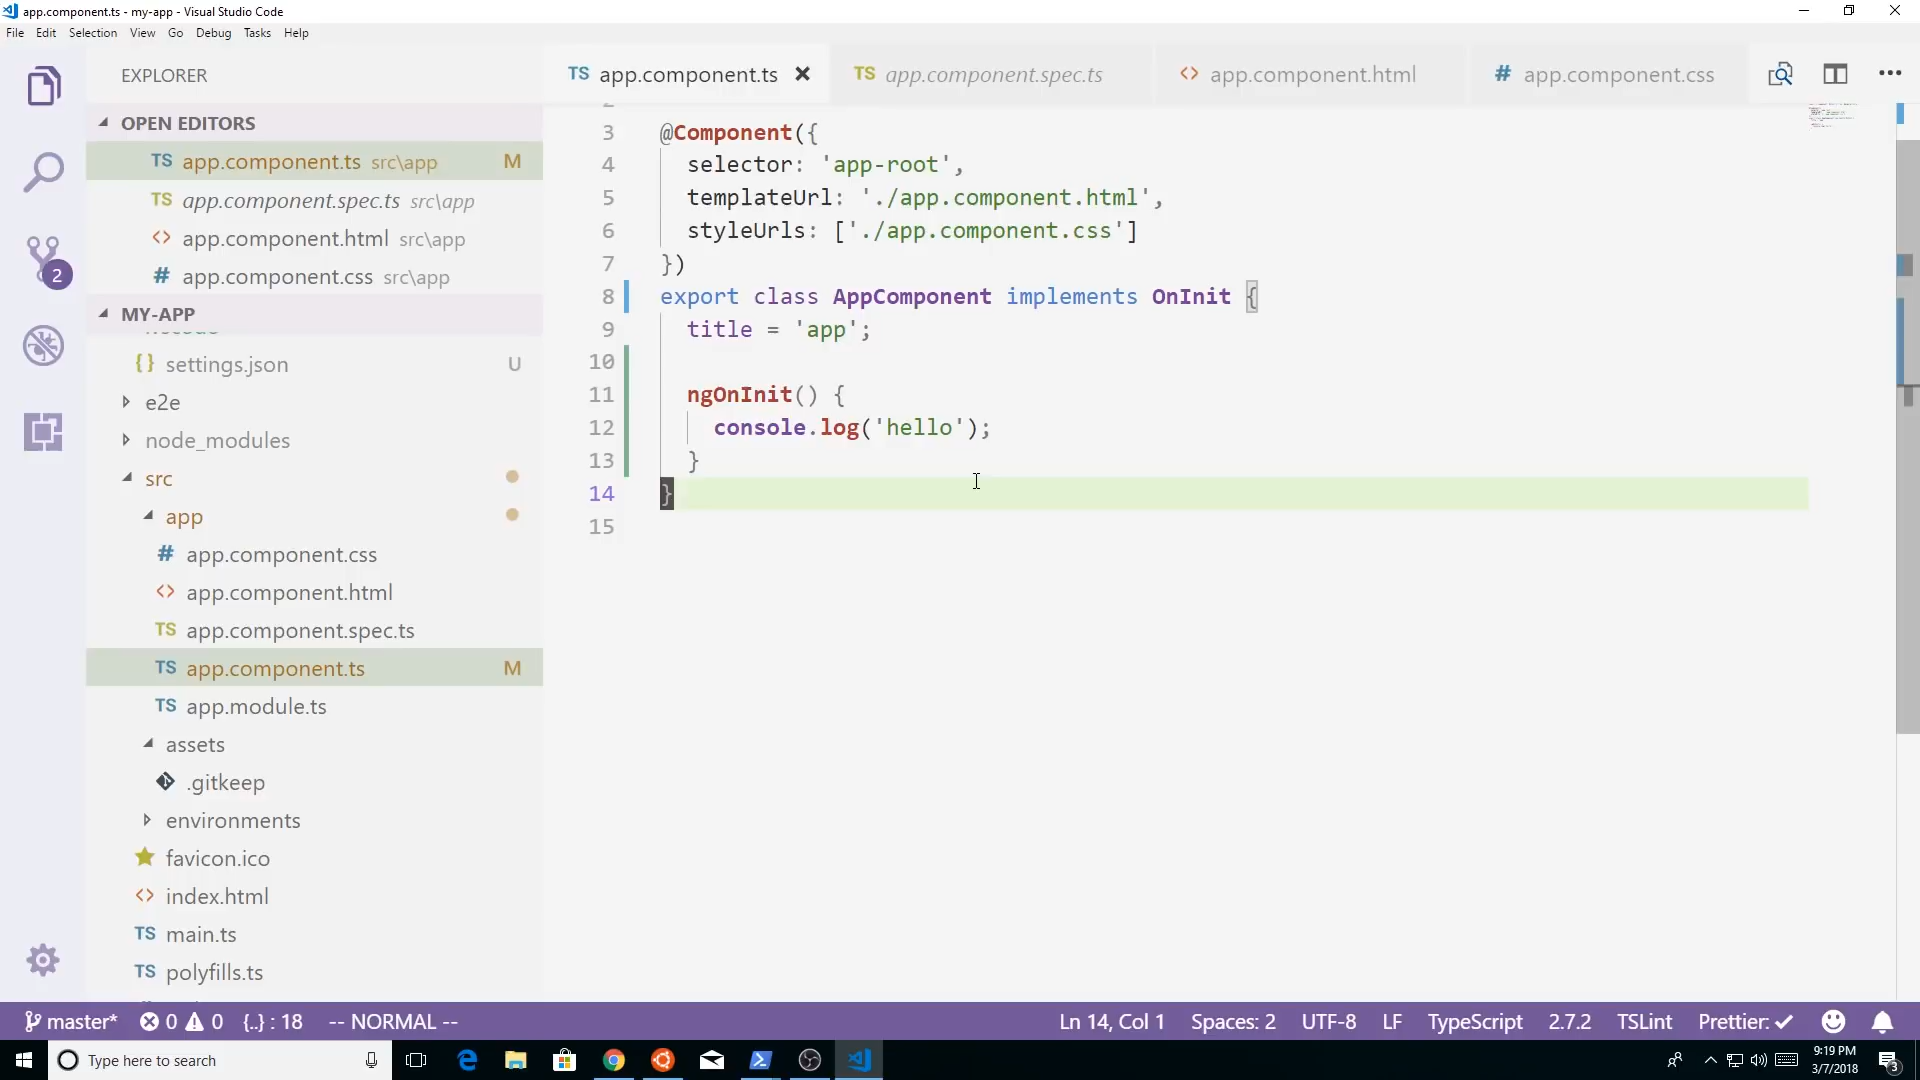 app.component.ts - my-app - Visual Studio Code
File Edit Selection View Go Debug Tasks Help
EXPLORER
OPEN EDITORS
TS app.component.ts src\app M
TS app.component.spec.ts src\app
<> app.component.html src\app
# app.component.css src\app
MY-APP
{} settings.json U
e2e
node_modules
src
app
# app.component.css
<> app.component.html
TS app.component.spec.ts
TS app.component.ts M
TS app.module.ts
assets
.gitkeep
environments
favicon.ico
<> index.html
TS main.ts
TS polyfills.ts
2
TS app.component.ts
TS app.component.spec.ts
<> app.component.html
# app.component.css
3 @Component({
4 selector: 'app-root',
5 templateUrl: './app.component.html',
6 styleUrls: ['./app.component.css']
7 })
8 export class AppComponent implements OnInit {
9 title = 'app';
10
11 ngOnInit() {
12 console.log('hello');
13 }
14 }
15
master* 0 0 {..} : 18 -- NORMAL -- Ln 14, Col 1 Spaces: 2 UTF-8 LF TypeScript 2.7.2 TSLint Prettier: ✓
Type here to search
9:19 PM
3/7/2018
3